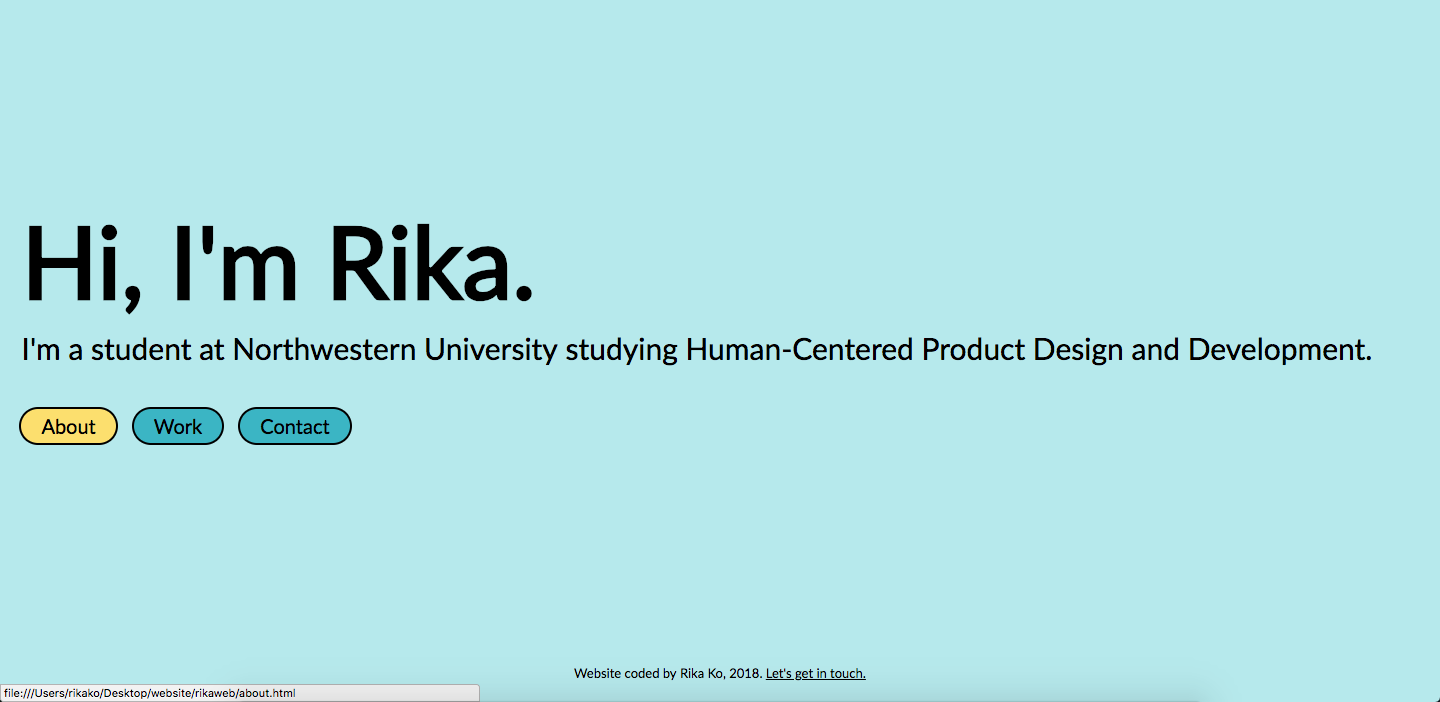 Hi, I'm Rika.
I'm a student at Northwestern University studying Human-Centered Product Design and Development.
About Work Contact
Website coded by Rika Ko, 2018. Let's get in touch.
file:///Users/rikako/Desktop/website/rikaweb/about.html